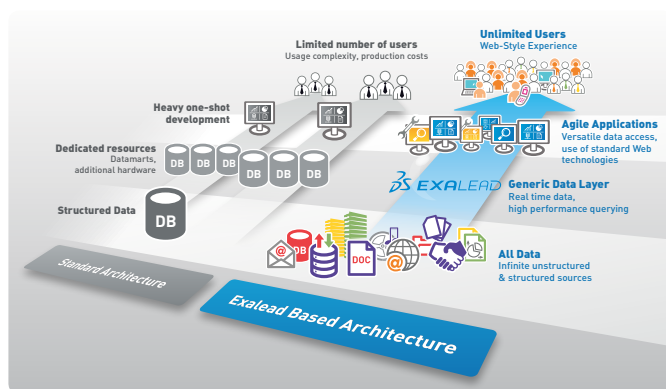 Limited number of users
Usage complexity, production costs
Unlimited Users
Web-Style Experience
Heavy one-shot
development
Agile Applications
Versatile data access,
use of standard Web
technologies
Dedicated resources
Datamarts,
additional hardware
DB
DB
DB
DB
DB
DB
3DS EXALEAD
Generic Data Layer
Real time data,
high performance querying
Structured Data
DB
@
DB
DOC
@
All Data
Infinite unstructured
& structured sources
Standard Architecture
Exalead Based Architecture